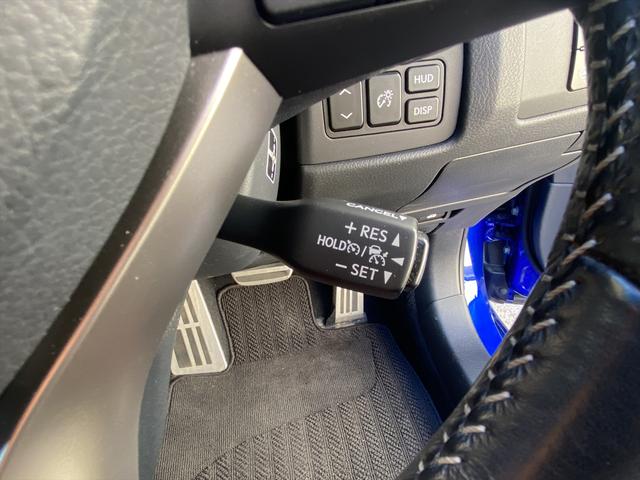 HUD
DISP
CANCEL
+ RES
HOLD /
− SET